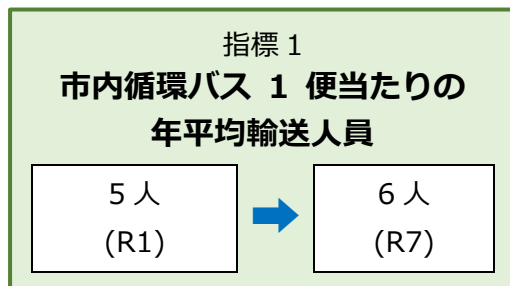 指標１
市内循環バス 1 便当たりの
年平均輸送人員
5 人
(R1)
6 人
(R7)